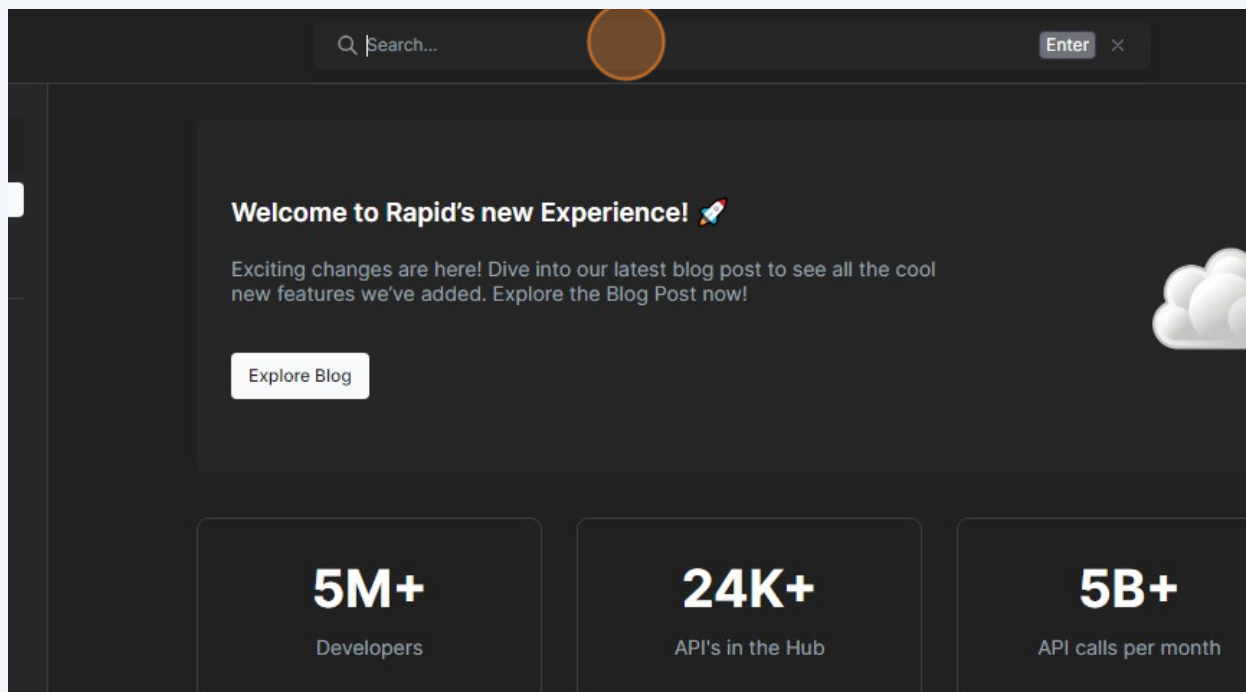 Search...
Enter
Welcome to Rapid’s new Experience! 🚀
Exciting changes are here! Dive into our latest blog post to see all the cool
new features we’ve added. Explore the Blog Post now!
Explore Blog
5M+
Developers
24K+
API's in the Hub
5B+
API calls per month